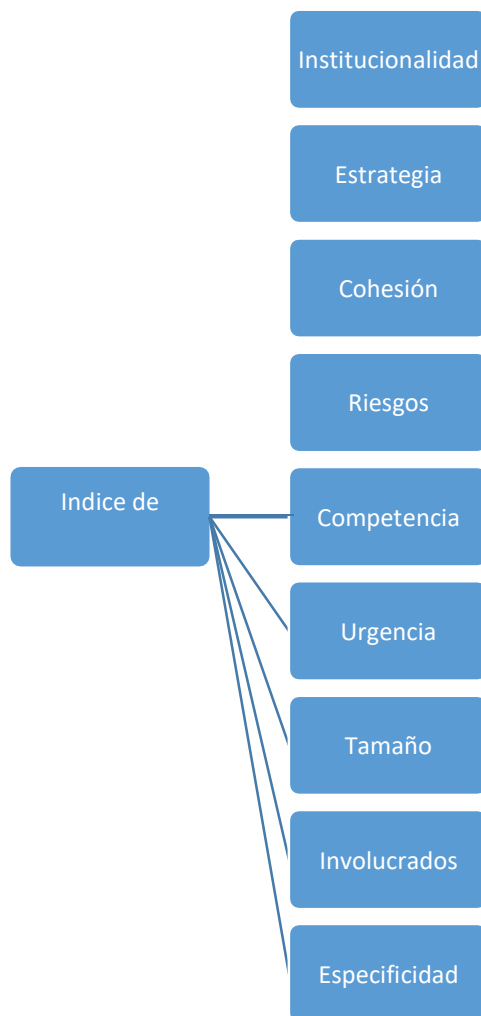 Institucionalidad
Estrategia
Cohesión
Riesgos
Indice de
Competencia
Urgencia
Tamaño
Involucrados
Especificidad